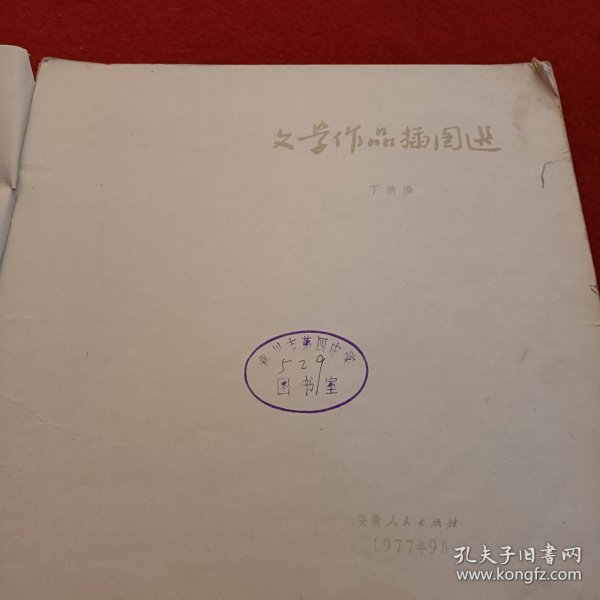 文学作品插图选
丁漪编
川市第四中学
529
图书室
安徽人民出版社
1977年9月
孔夫子旧书网
www.kongfz.com